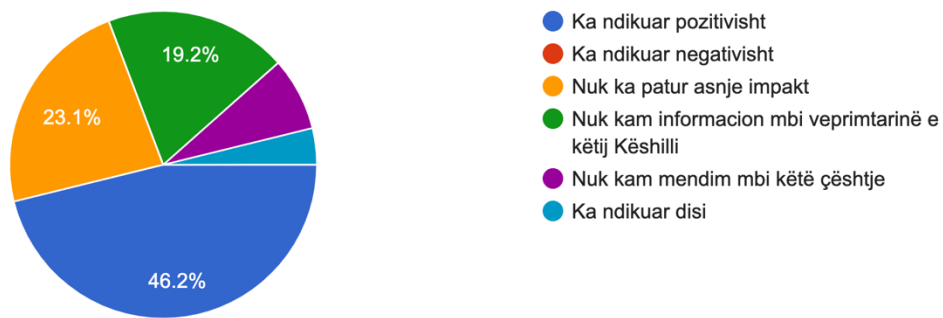 19.2%
23.1%
46.2%
Ka ndikuar pozitivisht
Ka ndikuar negativisht
Nuk ka patur asnje impakt
Nuk kam informacion mbi veprimtarinë e
këtij Këshilli
Nuk kam mendim mbi këtë çështje
Ka ndikuar disi